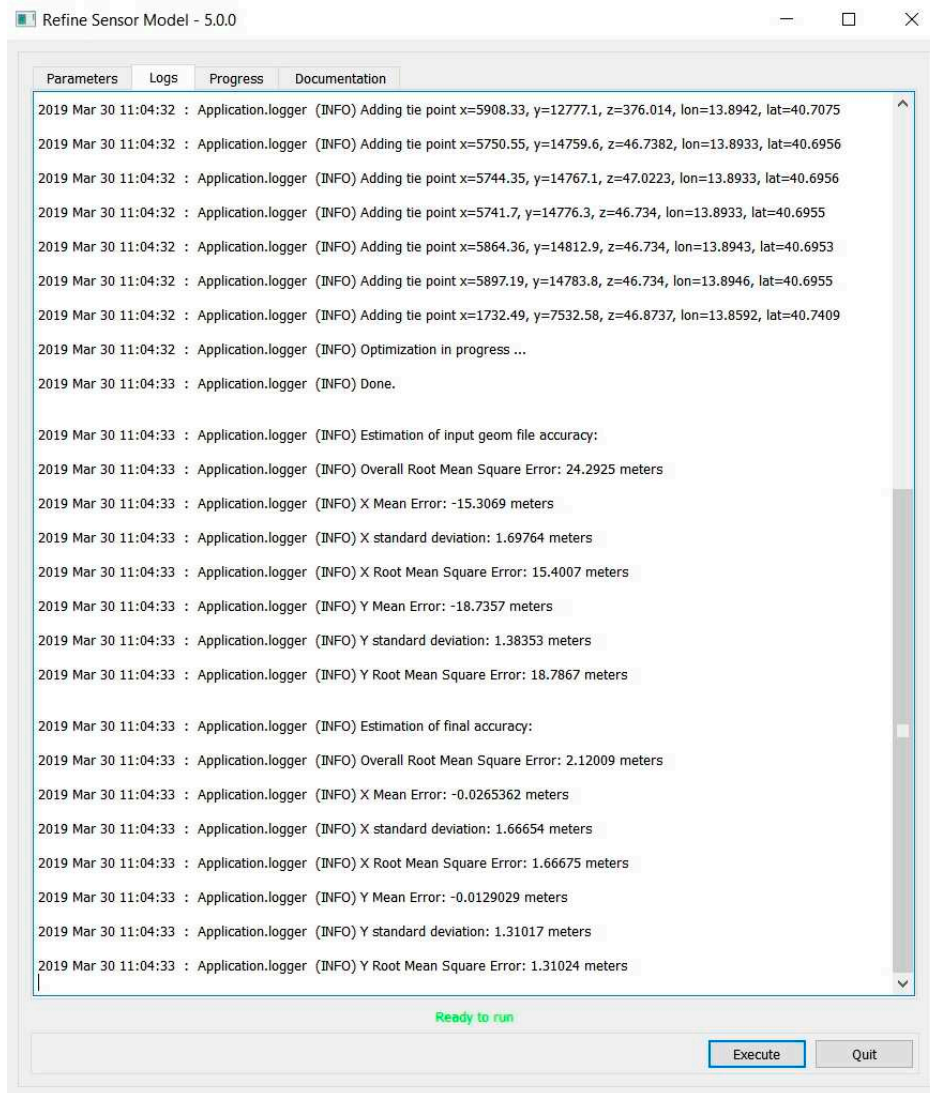 Refine Sensor Model - 5.0.0
Parameters Logs Progress Documentation
2019 Mar 30 11:04:32 : Application.logger (INFO) Adding tie point x=5908.33, y=12777.1, z=376.014, lon=13.8942, lat=40.7075
2019 Mar 30 11:04:32 : Application.logger (INFO) Adding tie point x=5750.55, y=14759.6, z=46.7382, lon=13.8933, lat=40.6956
2019 Mar 30 11:04:32 : Application.logger (INFO) Adding tie point x=5744.35, y=14767.1, z=47.0223, lon=13.8933, lat=40.6956
2019 Mar 30 11:04:32 : Application.logger (INFO) Adding tie point x=5741.7, y=14776.3, z=46.734, lon=13.8933, lat=40.6955
2019 Mar 30 11:04:32 : Application.logger (INFO) Adding tie point x=5864.36, y=14812.9, z=46.734, lon=13.8943, lat=40.6953
2019 Mar 30 11:04:32 : Application.logger (INFO) Adding tie point x=5897.19, y=14783.8, z=46.734, lon=13.8946, lat=40.6955
2019 Mar 30 11:04:32 : Application.logger (INFO) Adding tie point x=1732.49, y=7532.58, z=46.8737, lon=13.8592, lat=40.7409
2019 Mar 30 11:04:32 : Application.logger (INFO) Optimization in progress ...
2019 Mar 30 11:04:33 : Application.logger (INFO) Done.
2019 Mar 30 11:04:33 : Application.logger (INFO) Estimation of input geom file accuracy:
2019 Mar 30 11:04:33 : Application.logger (INFO) Overall Root Mean Square Error: 24.2925 meters
2019 Mar 30 11:04:33 : Application.logger (INFO) X Mean Error: -15.3069 meters
2019 Mar 30 11:04:33 : Application.logger (INFO) X standard deviation: 1.69764 meters
2019 Mar 30 11:04:33 : Application.logger (INFO) X Root Mean Square Error: 15.4007 meters
2019 Mar 30 11:04:33 : Application.logger (INFO) Y Mean Error: -18.7357 meters
2019 Mar 30 11:04:33 : Application.logger (INFO) Y standard deviation: 1.38353 meters
2019 Mar 30 11:04:33 : Application.logger (INFO) Y Root Mean Square Error: 18.7867 meters
2019 Mar 30 11:04:33 : Application.logger (INFO) Estimation of final accuracy:
2019 Mar 30 11:04:33 : Application.logger (INFO) Overall Root Mean Square Error: 2.12009 meters
2019 Mar 30 11:04:33 : Application.logger (INFO) X Mean Error: -0.0265362 meters
2019 Mar 30 11:04:33 : Application.logger (INFO) X standard deviation: 1.66654 meters
2019 Mar 30 11:04:33 : Application.logger (INFO) X Root Mean Square Error: 1.66675 meters
2019 Mar 30 11:04:33 : Application.logger (INFO) Y Mean Error: -0.0129029 meters
2019 Mar 30 11:04:33 : Application.logger (INFO) Y standard deviation: 1.31017 meters
2019 Mar 30 11:04:33 : Application.logger (INFO) Y Root Mean Square Error: 1.31024 meters
Ready to run
Execute Quit